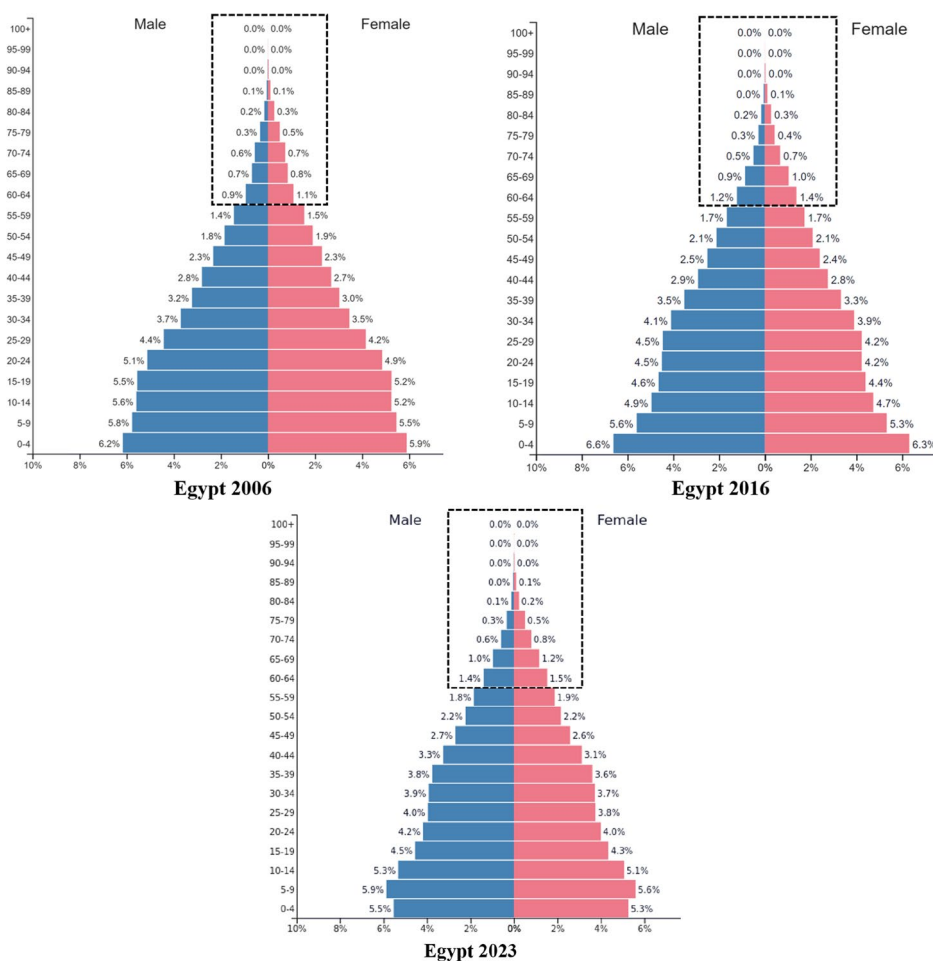 Male Female
100+ 0.0% 0.0%
95-99 0.0% 0.0%
90-94 0.0% 0.0%
85-89 0.1% 0.1%
80-84 0.2% 0.3%
75-79 0.3% 0.5%
70-74 0.6% 0.7%
65-69 0.7% 0.8%
60-64 0.9% 1.1%
55-59 1.4% 1.5%
50-54 1.8% 1.9%
45-49 2.3% 2.3%
40-44 2.8% 2.7%
35-39 3.2% 3.0%
30-34 3.7% 3.5%
25-29 4.4% 4.2%
20-24 5.1% 4.9%
15-19 5.5% 5.2%
10-14 5.6% 5.2%
5-9 5.8% 5.5%
0-4 6.2% 5.9%
10% 8% 6% 4% 2% 0% 2% 4% 6%
Egypt 2006
Male Female
100+ 0.0% 0.0%
95-99 0.0% 0.0%
90-94 0.0% 0.0%
85-89 0.0% 0.1%
80-84 0.2% 0.3%
75-79 0.3% 0.4%
70-74 0.5% 0.7%
65-69 0.9% 1.0%
60-64 1.2% 1.4%
55-59 1.7% 1.7%
50-54 2.1% 2.1%
45-49 2.5% 2.4%
40-44 2.9% 2.8%
35-39 3.5% 3.3%
30-34 4.1% 3.9%
25-29 4.5% 4.2%
20-24 4.5% 4.2%
15-19 4.6% 4.4%
10-14 4.9% 4.7%
5-9 5.6% 5.3%
0-4 6.6% 6.3%
10% 8% 6% 4% 2% 0% 2% 4% 6%
Egypt 2016
Male Female
100+ 0.0% 0.0%
95-99 0.0% 0.0%
90-94 0.0% 0.0%
85-89 0.0% 0.1%
80-84 0.1% 0.2%
75-79 0.3% 0.5%
70-74 0.6% 0.8%
65-69 1.0% 1.2%
60-64 1.4% 1.5%
55-59 1.8% 1.9%
50-54 2.2% 2.2%
45-49 2.7% 2.6%
40-44 3.3% 3.1%
35-39 3.8% 3.6%
30-34 3.9% 3.7%
25-29 4.0% 3.8%
20-24 4.2% 4.0%
15-19 4.5% 4.3%
10-14 5.3% 5.1%
5-9 5.9% 5.6%
0-4 5.5% 5.3%
10% 8% 6% 4% 2% 0% 2% 4% 6%
Egypt 2023